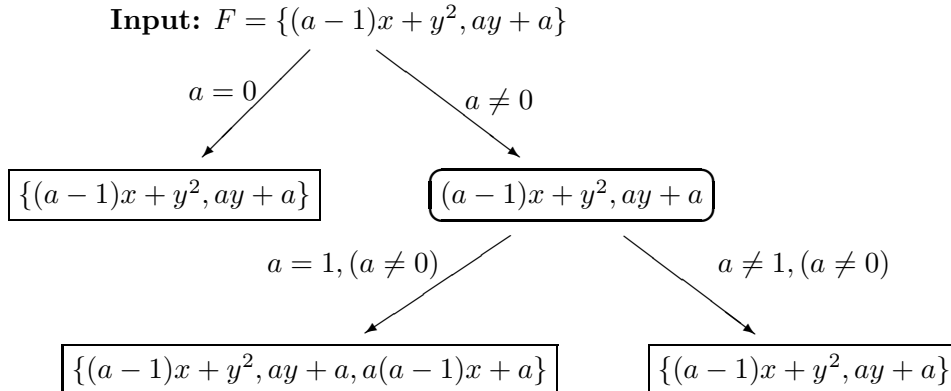 Input: F = {(a − 1)x + y², ay + a}
a = 0
a ≠ 0
{(a − 1)x + y², ay + a}
(a − 1)x + y², ay + a
a = 1, (a ≠ 0)
a ≠ 1, (a ≠ 0)
{(a − 1)x + y², ay + a, a(a − 1)x + a}
{(a − 1)x + y², ay + a}